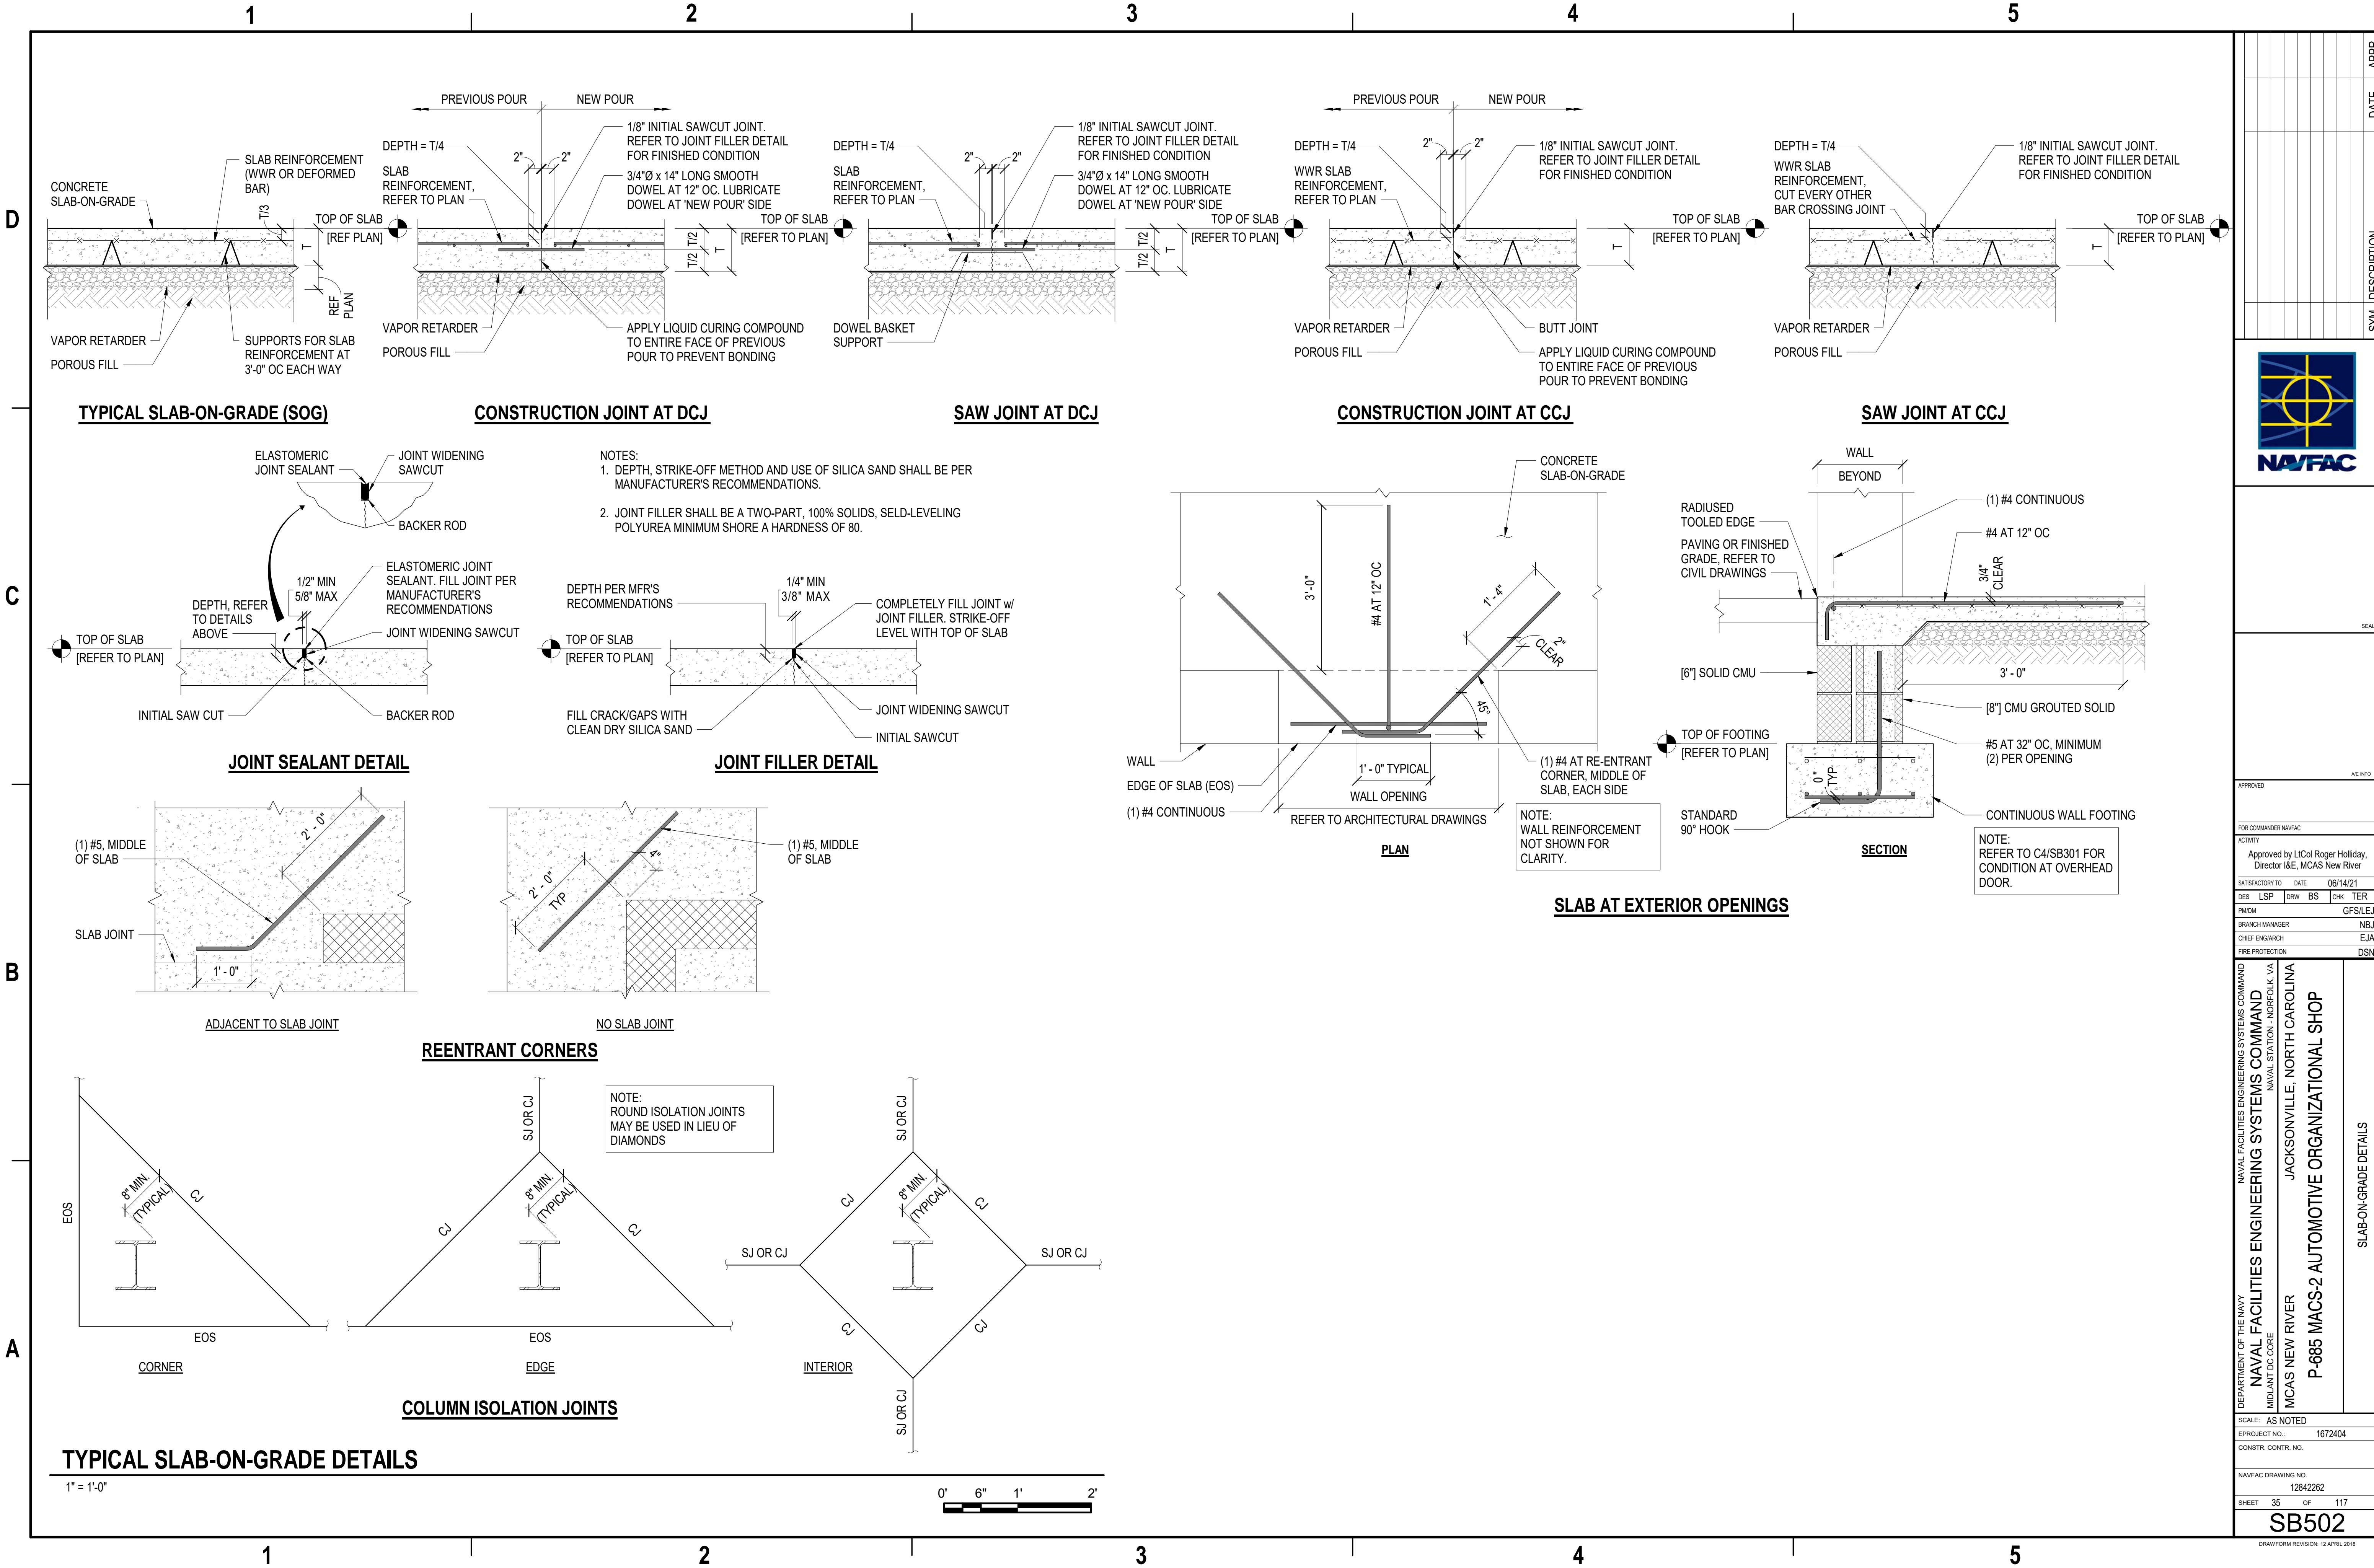 1
2
3
4
5
D
C
B
A
CONCRETE
SLAB-ON-GRADE
SLAB REINFORCEMENT
(WWR OR DEFORMED
BAR)
T/3
TOP OF SLAB
[REF PLAN]
T
REF
PLAN
VAPOR RETARDER
POROUS FILL
SUPPORTS FOR SLAB
REINFORCEMENT AT
3'-0" OC EACH WAY
TYPICAL SLAB-ON-GRADE (SOG)
PREVIOUS POUR
NEW POUR
DEPTH = T/4
2"
2"
SLAB
REINFORCEMENT,
REFER TO PLAN
1/8" INITIAL SAWCUT JOINT.
REFER TO JOINT FILLER DETAIL
FOR FINISHED CONDITION
3/4"Ø x 14" LONG SMOOTH
DOWEL AT 12" OC. LUBRICATE
DOWEL AT 'NEW POUR' SIDE
TOP OF SLAB
[REFER TO PLAN]
T/2
T/2
T
VAPOR RETARDER
POROUS FILL
APPLY LIQUID CURING COMPOUND
TO ENTIRE FACE OF PREVIOUS
POUR TO PREVENT BONDING
CONSTRUCTION JOINT AT DCJ
DEPTH = T/4
2"
2"
SLAB
REINFORCEMENT,
REFER TO PLAN
1/8" INITIAL SAWCUT JOINT.
REFER TO JOINT FILLER DETAIL
FOR FINISHED CONDITION
3/4"Ø x 14" LONG SMOOTH
DOWEL AT 12" OC. LUBRICATE
DOWEL AT 'NEW POUR' SIDE
TOP OF SLAB
[REFER TO PLAN]
T/2
T/2
T
DOWEL BASKET
SUPPORT
SAW JOINT AT DCJ
PREVIOUS POUR
NEW POUR
DEPTH = T/4
2"
2"
WWR SLAB
REINFORCEMENT,
REFER TO PLAN
1/8" INITIAL SAWCUT JOINT.
REFER TO JOINT FILLER DETAIL
FOR FINISHED CONDITION
TOP OF SLAB
[REFER TO PLAN]
T
VAPOR RETARDER
POROUS FILL
BUTT JOINT
APPLY LIQUID CURING COMPOUND
TO ENTIRE FACE OF PREVIOUS
POUR TO PREVENT BONDING
CONSTRUCTION JOINT AT CCJ
DEPTH = T/4
WWR SLAB
REINFORCEMENT,
CUT EVERY OTHER
BAR CROSSING JOINT
1/8" INITIAL SAWCUT JOINT.
REFER TO JOINT FILLER DETAIL
FOR FINISHED CONDITION
TOP OF SLAB
[REFER TO PLAN]
T
VAPOR RETARDER
POROUS FILL
SAW JOINT AT CCJ
ELASTOMERIC
JOINT SEALANT
JOINT WIDENING
SAWCUT
BACKER ROD
1/2" MIN
5/8" MAX
ELASTOMERIC JOINT
SEALANT. FILL JOINT PER
MANUFACTURER'S
RECOMMENDATIONS
DEPTH, REFER
TO DETAILS
ABOVE
JOINT WIDENING SAWCUT
TOP OF SLAB
[REFER TO PLAN]
INITIAL SAW CUT
BACKER ROD
JOINT SEALANT DETAIL
NOTES:
1. DEPTH, STRIKE-OFF METHOD AND USE OF SILICA SAND SHALL BE PER
MANUFACTURER'S RECOMMENDATIONS.
2. JOINT FILLER SHALL BE A TWO-PART, 100% SOLIDS, SELD-LEVELING
POLYUREA MINIMUM SHORE A HARDNESS OF 80.
DEPTH PER MFR'S
RECOMMENDATIONS
1/4" MIN
3/8" MAX
COMPLETELY FILL JOINT w/
JOINT FILLER. STRIKE-OFF
LEVEL WITH TOP OF SLAB
TOP OF SLAB
[REFER TO PLAN]
FILL CRACK/GAPS WITH
CLEAN DRY SILICA SAND
JOINT WIDENING SAWCUT
INITIAL SAWCUT
JOINT FILLER DETAIL
CONCRETE
SLAB-ON-GRADE
3'-0"
#4 AT 12" OC
1'-4"
2"
CLEAR
45°
WALL
EDGE OF SLAB (EOS)
(1) #4 CONTINUOUS
1' - 0" TYPICAL
WALL OPENING
REFER TO ARCHITECTURAL DRAWINGS
(1) #4 AT RE-ENTRANT
CORNER, MIDDLE OF
SLAB, EACH SIDE
PLAN
NOTE:
WALL REINFORCEMENT
NOT SHOWN FOR
CLARITY.
WALL
BEYOND
RADIUSED
TOOLED EDGE
PAVING OR FINISHED
GRADE, REFER TO
CIVIL DRAWINGS
(1) #4 CONTINUOUS
#4 AT 12" OC
3/4"
CLEAR
[6"] SOLID CMU
3' - 0"
[8"] CMU GROUTED SOLID
TOP OF FOOTING
[REFER TO PLAN]
#5 AT 32" OC, MINIMUM
(2) PER OPENING
0"
TYP
STANDARD
90° HOOK
CONTINUOUS WALL FOOTING
SECTION
NOTE:
REFER TO C4/SB301 FOR
CONDITION AT OVERHEAD
DOOR.
SLAB AT EXTERIOR OPENINGS
(1) #5, MIDDLE
OF SLAB
2' - 0"
SLAB JOINT
1' - 0"
ADJACENT TO SLAB JOINT
2' - 0"
TYP
4"
(1) #5, MIDDLE
OF SLAB
NO SLAB JOINT
REENTRANT CORNERS
EOS
8" MIN.
(TYPICAL)
CJ
EOS
CORNER
SJ OR CJ
NOTE:
ROUND ISOLATION JOINTS
MAY BE USED IN LIEU OF
DIAMONDS
8" MIN.
(TYPICAL)
CJ
CJ
EOS
EDGE
SJ OR CJ
CJ
8" MIN.
(TYPICAL)
CJ
SJ OR CJ
SJ OR CJ
CJ
CJ
SJ OR CJ
INTERIOR
COLUMN ISOLATION JOINTS
TYPICAL SLAB-ON-GRADE DETAILS
1" = 1'-0"
0' 6" 1' 2'
APPR
DATE
DESCRIPTION
SYM
NAVFAC
SEAL
A/E INFO
APPROVED
FOR COMMANDER NAVFAC
ACTIVITY
Approved by LtCol Roger Holliday,
Director I&E, MCAS New River
SATISFACTORY TO DATE 06/14/21
DES LSP DRW BS CHK TER
PM/DM GFS/LEJ
BRANCH MANAGER NBJ
CHIEF ENG/ARCH EJA
FIRE PROTECTION DSN
DEPARTMENT OF THE NAVY NAVAL FACILITIES ENGINEERING SYSTEMS COMMAND
NAVAL FACILITIES ENGINEERING SYSTEMS COMMAND
MIDLANT DC CORE NAVAL STATION - NORFOLK, VA
MCAS NEW RIVER JACKSONVILLE, NORTH CAROLINA
P-685 MACS-2 AUTOMOTIVE ORGANIZATIONAL SHOP
SLAB-ON-GRADE DETAILS
SCALE: AS NOTED
EPROJECT NO.: 1672404
CONSTR. CONTR. NO.
NAVFAC DRAWING NO.
12842262
SHEET 35 OF 117
SB502
DRAWFORM REVISION: 12 APRIL 2018
1
2
3
4
5